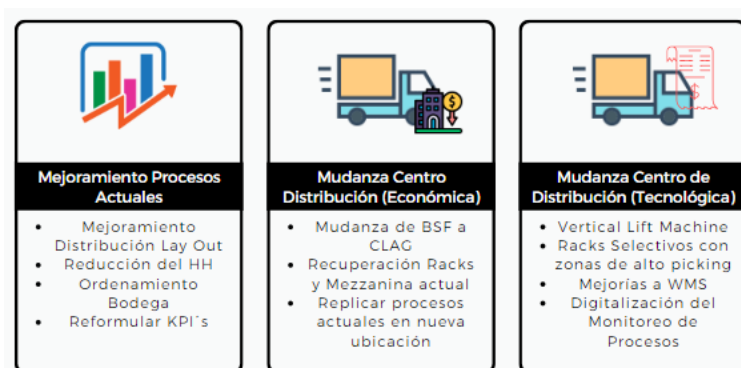 Mejoramiento Procesos
Actuales
• Mejoramiento
Distribución Lay Out
• Reducción del HH
• Ordenamiento
Bodega
• Reformular KPI´s
Mudanza Centro
Distribución (Económica)
• Mudanza de BSF a
CLAG
• Recuperación Racks
y Mezzanina actual
• Replicar procesos
actuales en nueva
ubicación
Mudanza Centro de
Distribución (Tecnológica)
• Vertical Lift Machine
• Racks Selectivos con
zonas de alto picking
• Mejorías a WMS
• Digitalización del
Monitoreo de
Procesos